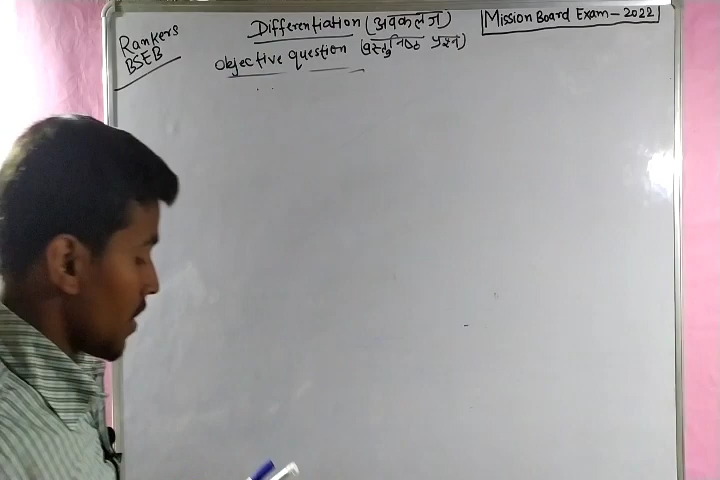 Rankers
BSEB
Differentiation (अवकलज)
Mission Board Exam - 2022
Objective question (वस्तुनिष्ठ प्रश्न)